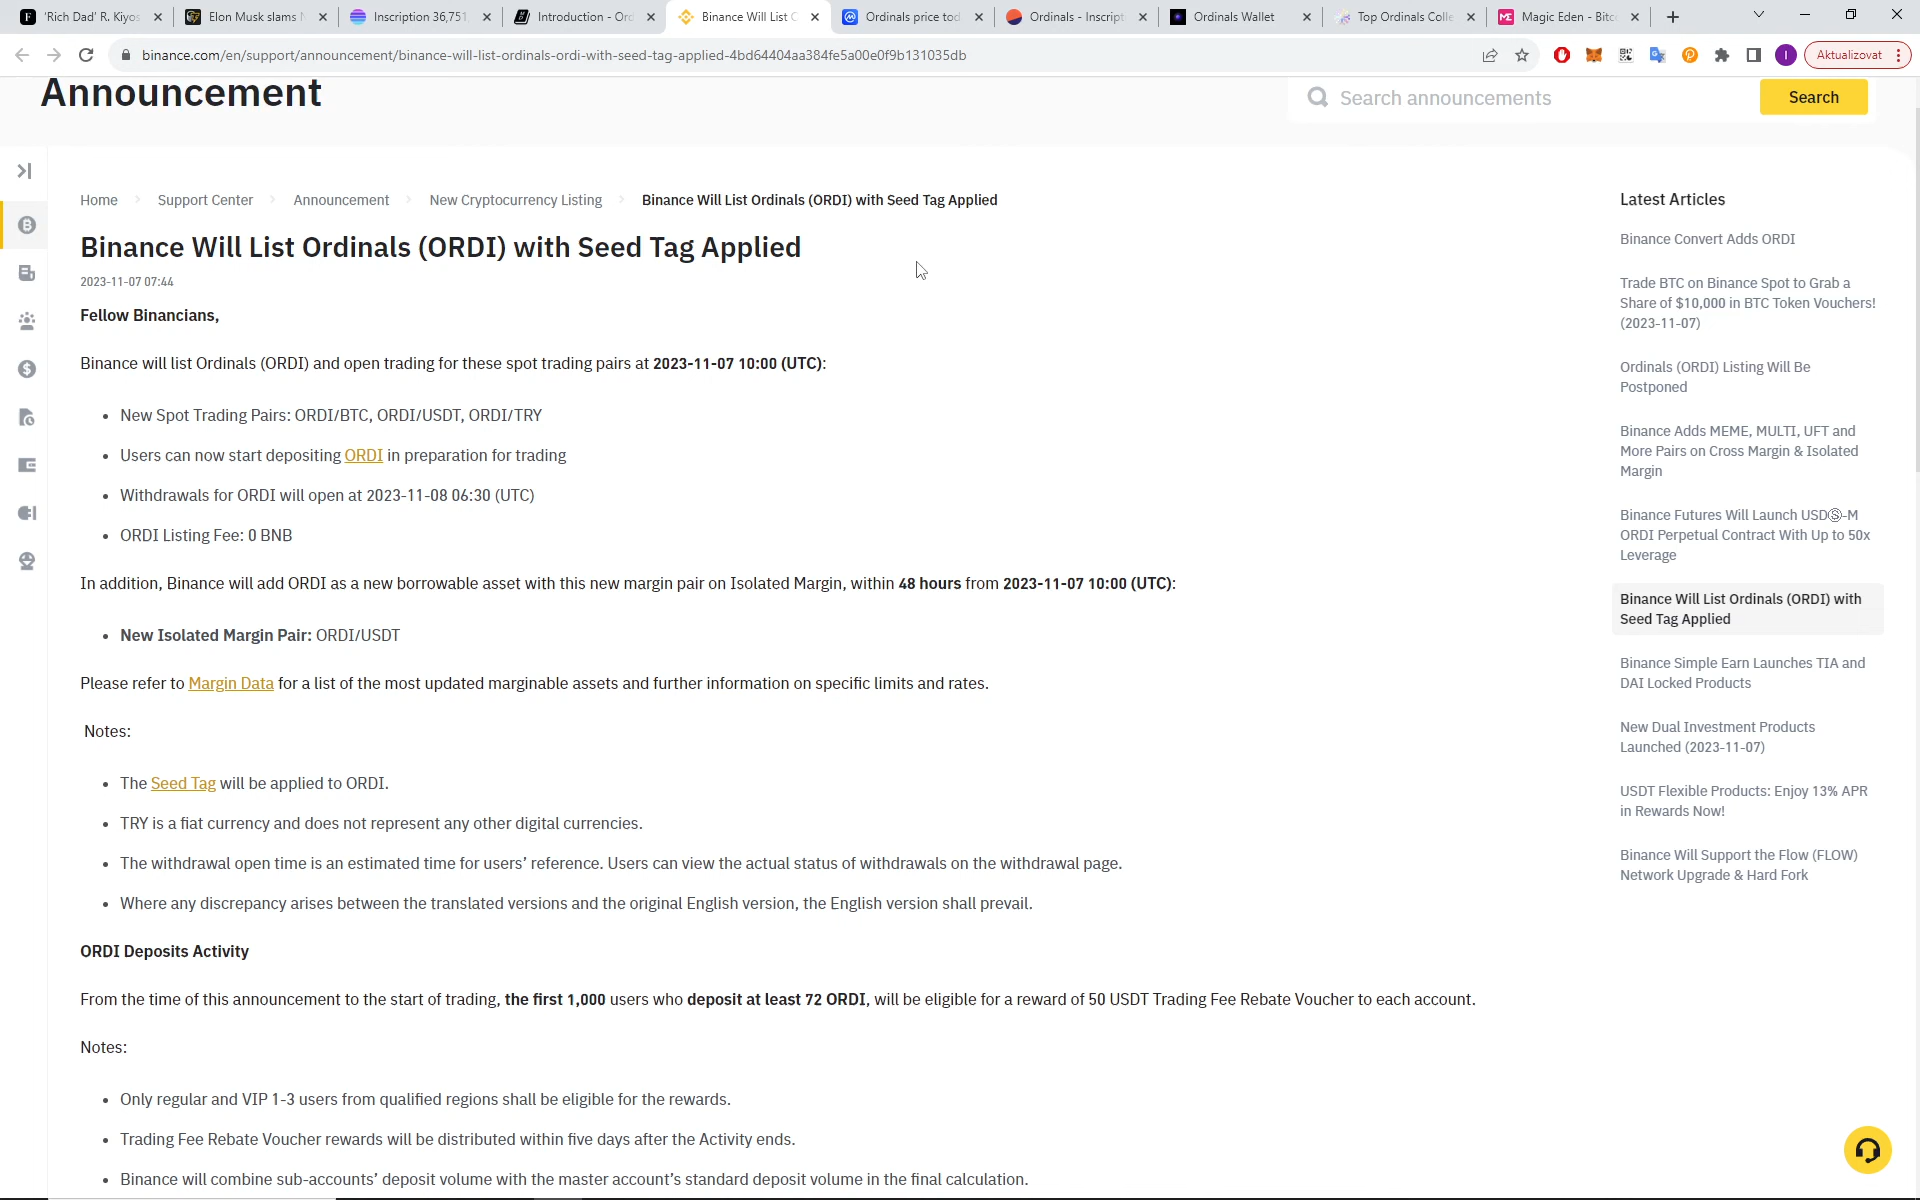 'Rich Dad' R. Kiyos
Elon Musk slams
Inscription 36,751
Introduction - Ord
Binance Will List O
Ordinals price tod
Ordinals - Inscript
Ordinals Wallet
Top Ordinals Colle
Magic Eden - Bitc
binance.com/en/support/announcement/binance-will-list-ordinals-ordi-with-seed-tag-applied-4bd64404aa384fe5a00e0f9b131035db
Aktualizovat
Announcement
Search announcements
Search
Home
Support Center
Announcement
New Cryptocurrency Listing
Binance Will List Ordinals (ORDI) with Seed Tag Applied
Binance Will List Ordinals (ORDI) with Seed Tag Applied
2023-11-07 07:44
Fellow Binancians,
Binance will list Ordinals (ORDI) and open trading for these spot trading pairs at 2023-11-07 10:00 (UTC):
• New Spot Trading Pairs: ORDI/BTC, ORDI/USDT, ORDI/TRY
• Users can now start depositing ORDI in preparation for trading
• Withdrawals for ORDI will open at 2023-11-08 06:30 (UTC)
• ORDI Listing Fee: 0 BNB
In addition, Binance will add ORDI as a new borrowable asset with this new margin pair on Isolated Margin, within 48 hours from 2023-11-07 10:00 (UTC):
• New Isolated Margin Pair: ORDI/USDT
Please refer to Margin Data for a list of the most updated marginable assets and further information on specific limits and rates.
Notes:
• The Seed Tag will be applied to ORDI.
• TRY is a fiat currency and does not represent any other digital currencies.
• The withdrawal open time is an estimated time for users’ reference. Users can view the actual status of withdrawals on the withdrawal page.
• Where any discrepancy arises between the translated versions and the original English version, the English version shall prevail.
ORDI Deposits Activity
From the time of this announcement to the start of trading, the first 1,000 users who deposit at least 72 ORDI, will be eligible for a reward of 50 USDT Trading Fee Rebate Voucher to each account.
Notes:
• Only regular and VIP 1-3 users from qualified regions shall be eligible for the rewards.
• Trading Fee Rebate Voucher rewards will be distributed within five days after the Activity ends.
• Binance will combine sub-accounts’ deposit volume with the master account’s standard deposit volume in the final calculation.
Latest Articles
Binance Convert Adds ORDI
Trade BTC on Binance Spot to Grab a
Share of $10,000 in BTC Token Vouchers!
(2023-11-07)
Ordinals (ORDI) Listing Will Be
Postponed
Binance Adds MEME, MULTI, UFT and
More Pairs on Cross Margin & Isolated
Margin
Binance Futures Will Launch USDⓈ-M
ORDI Perpetual Contract With Up to 50x
Leverage
Binance Will List Ordinals (ORDI) with
Seed Tag Applied
Binance Simple Earn Launches TIA and
DAI Locked Products
New Dual Investment Products
Launched (2023-11-07)
USDT Flexible Products: Enjoy 13% APR
in Rewards Now!
Binance Will Support the Flow (FLOW)
Network Upgrade & Hard Fork